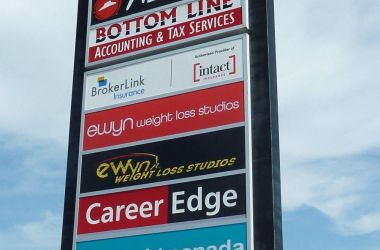 BOTTOM LINE
ACCOUNTING & TAX SERVICES
BrokerLink
Insurance
Authorized Provider of
[intact]
INSURANCE
ewyn weight loss studios
ewyn
WEIGHT LOSS STUDIOS
Career Edge